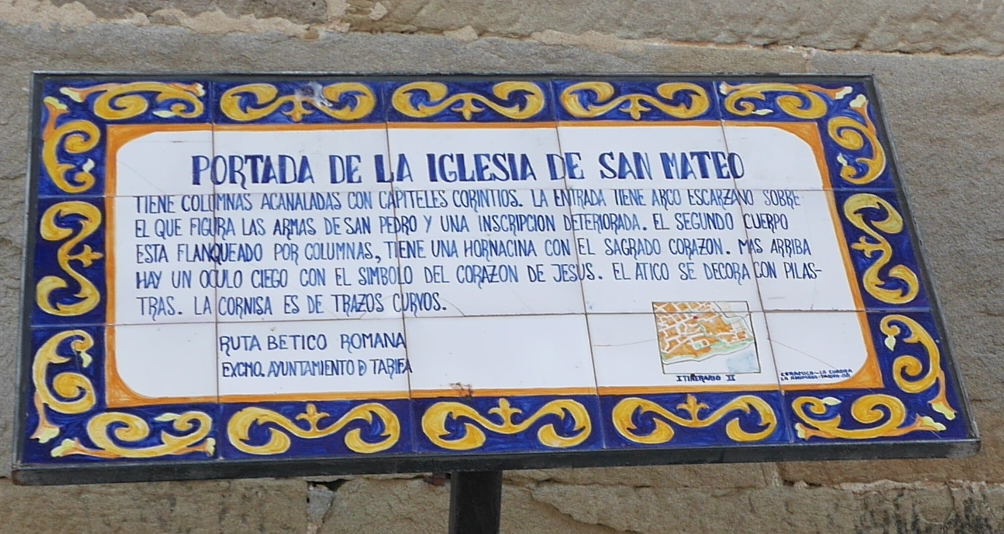 PORTADA DE LA IGLESIA DE SAN MATEO
TIENE COLUMNAS ACANALADAS CON CAPITELES CORINTIOS. LA ENTRADA TIENE ARCO ESCARZANO SOBRE
EL QUE FIGURA LAS ARMAS DE SAN PEDRO Y UNA INSCRIPCION DETERIORADA. EL SEGUNDO CUERPO
ESTA FLANQUEADO POR COLUMNAS, TIENE UNA HORNACINA CON EL SAGRADO CORAZON. MAS ARRIBA
HAY UN OCULO CIEGO CON EL SIMBOLO DEL CORAZON DE JESUS. EL ATICO SE DECORA CON PILAS-
TRAS. LA CORNISA ES DE TRAZOS CURVOS.
RUTA BETICO ROMANA
EXCMO. AYUNTAMIENTO D TARIFA
ITINERARIO II